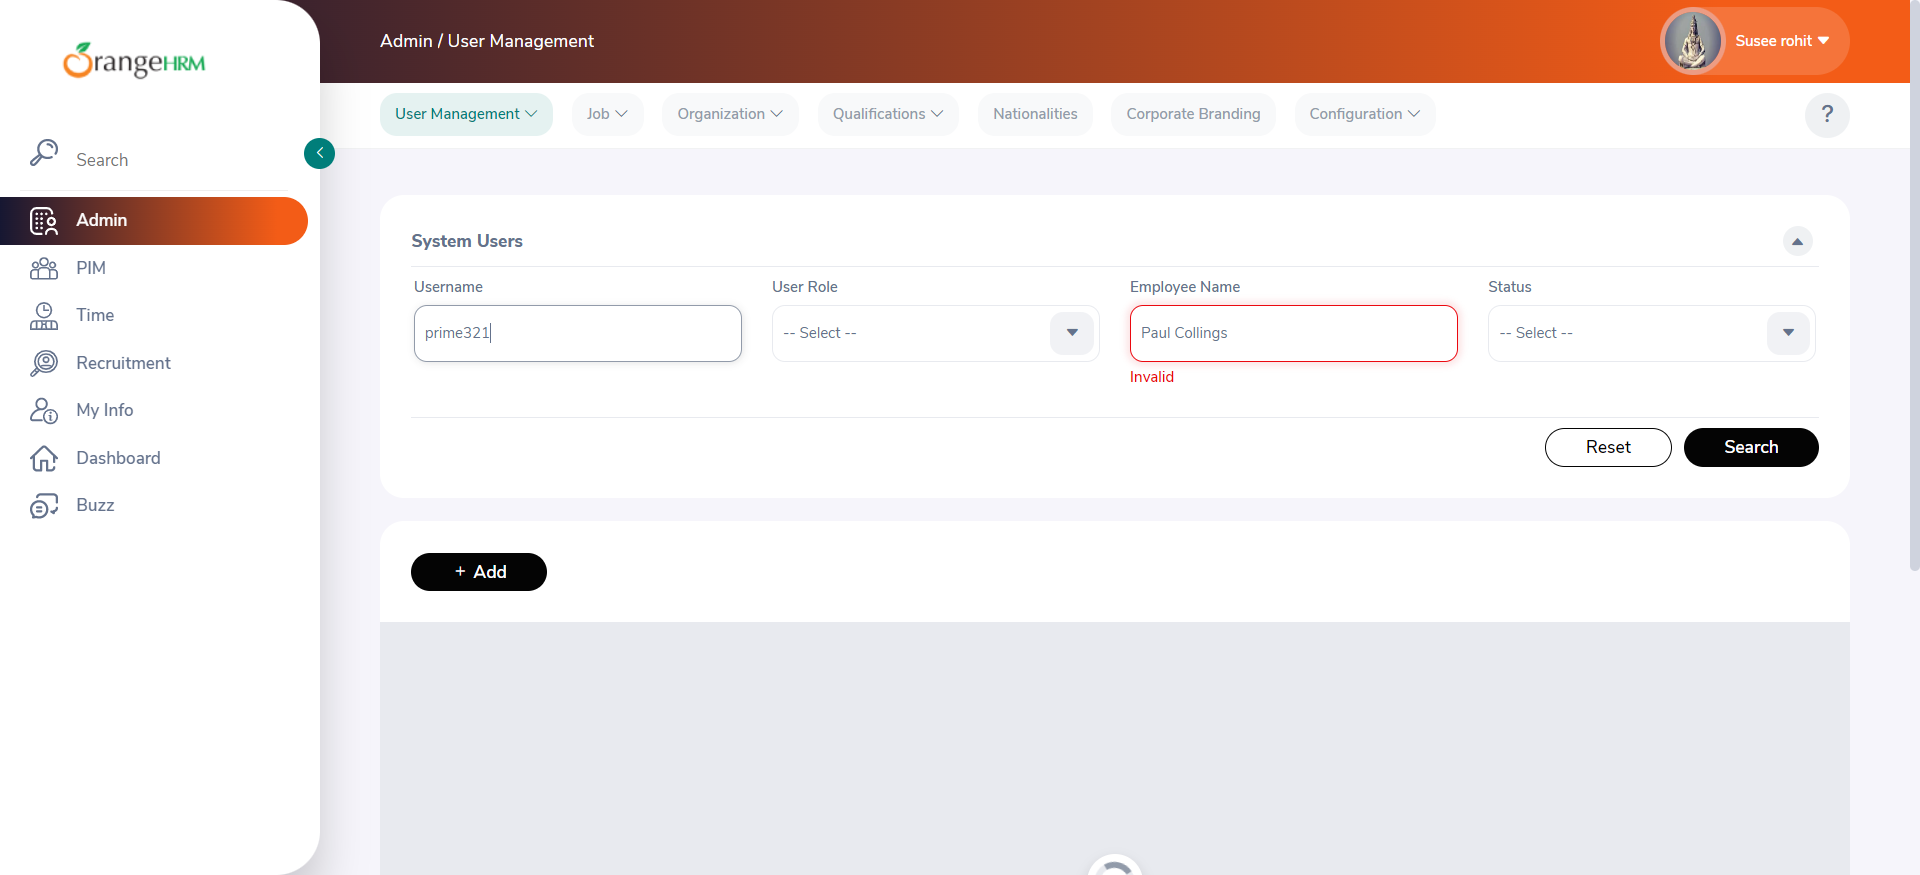 OrangeHRM
Admin / User Management
Susee rohit
User Management
Job
Organization
Qualifications
Nationalities
Corporate Branding
Configuration
?
Search
Admin
PIM
Time
Recruitment
My Info
Dashboard
Buzz
System Users
Username
User Role
Employee Name
Status
prime321
-- Select --
Paul Collings
-- Select --
Invalid
Reset
Search
+ Add